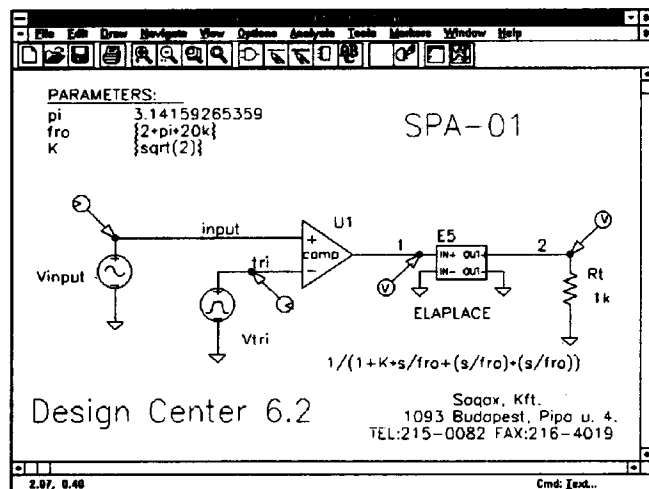 File Edit Draw Navigate View Options Analysis Tools Markers Window Help
PARAMETERS:
pi 3.14159265359
fro {2*pi*20k}
K {sqrt(2)}
SPA-01
input
U1
+
comp
−
Vinput
tri
Vtri
V
V
1
E5
IN+ OUT+
IN− OUT−
ELAPLACE
2
V
Rt
1k
1/(1+K*s/fro+(s/fro)*(s/fro))
Design Center 6.2
Sagax, Kft.
1093 Budapest, Pipa u. 4.
TEL:215-0082 FAX:216-4019
2.07, 0.40 Cmd: Text...